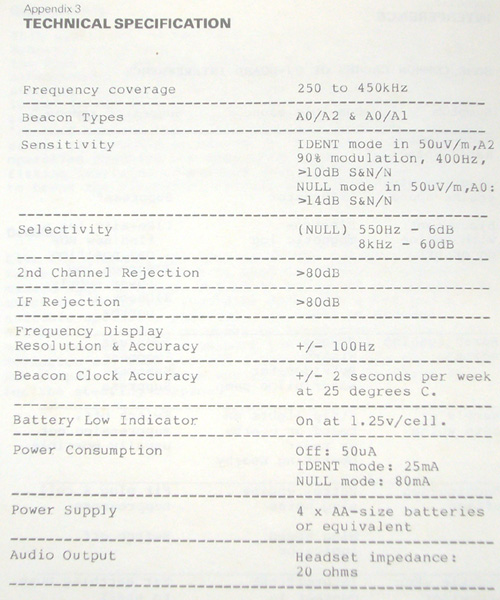 Appendix 3
TECHNICAL SPECIFICATION
Frequency coverage 250 to 450kHz
Beacon Types A0/A2 & A0/A1
Sensitivity IDENT mode in 50uV/m,A2
90% modulation, 400Hz,
>10dB S&N/N
NULL mode in 50uV/m,A0:
>14dB S&N/N
Selectivity (NULL) 550Hz - 6dB
8kHz - 60dB
2nd Channel Rejection >80dB
IF Rejection >80dB
Frequency Display
Resolution & Accuracy +/- 100Hz
Beacon Clock Accuracy +/- 2 seconds per week
at 25 degrees C.
Battery Low Indicator On at 1.25v/cell.
Power Consumption Off: 50uA
IDENT mode: 25mA
NULL mode: 80mA
Power Supply 4 x AA-size batteries
or equivalent
Audio Output Headset impedance:
20 ohms